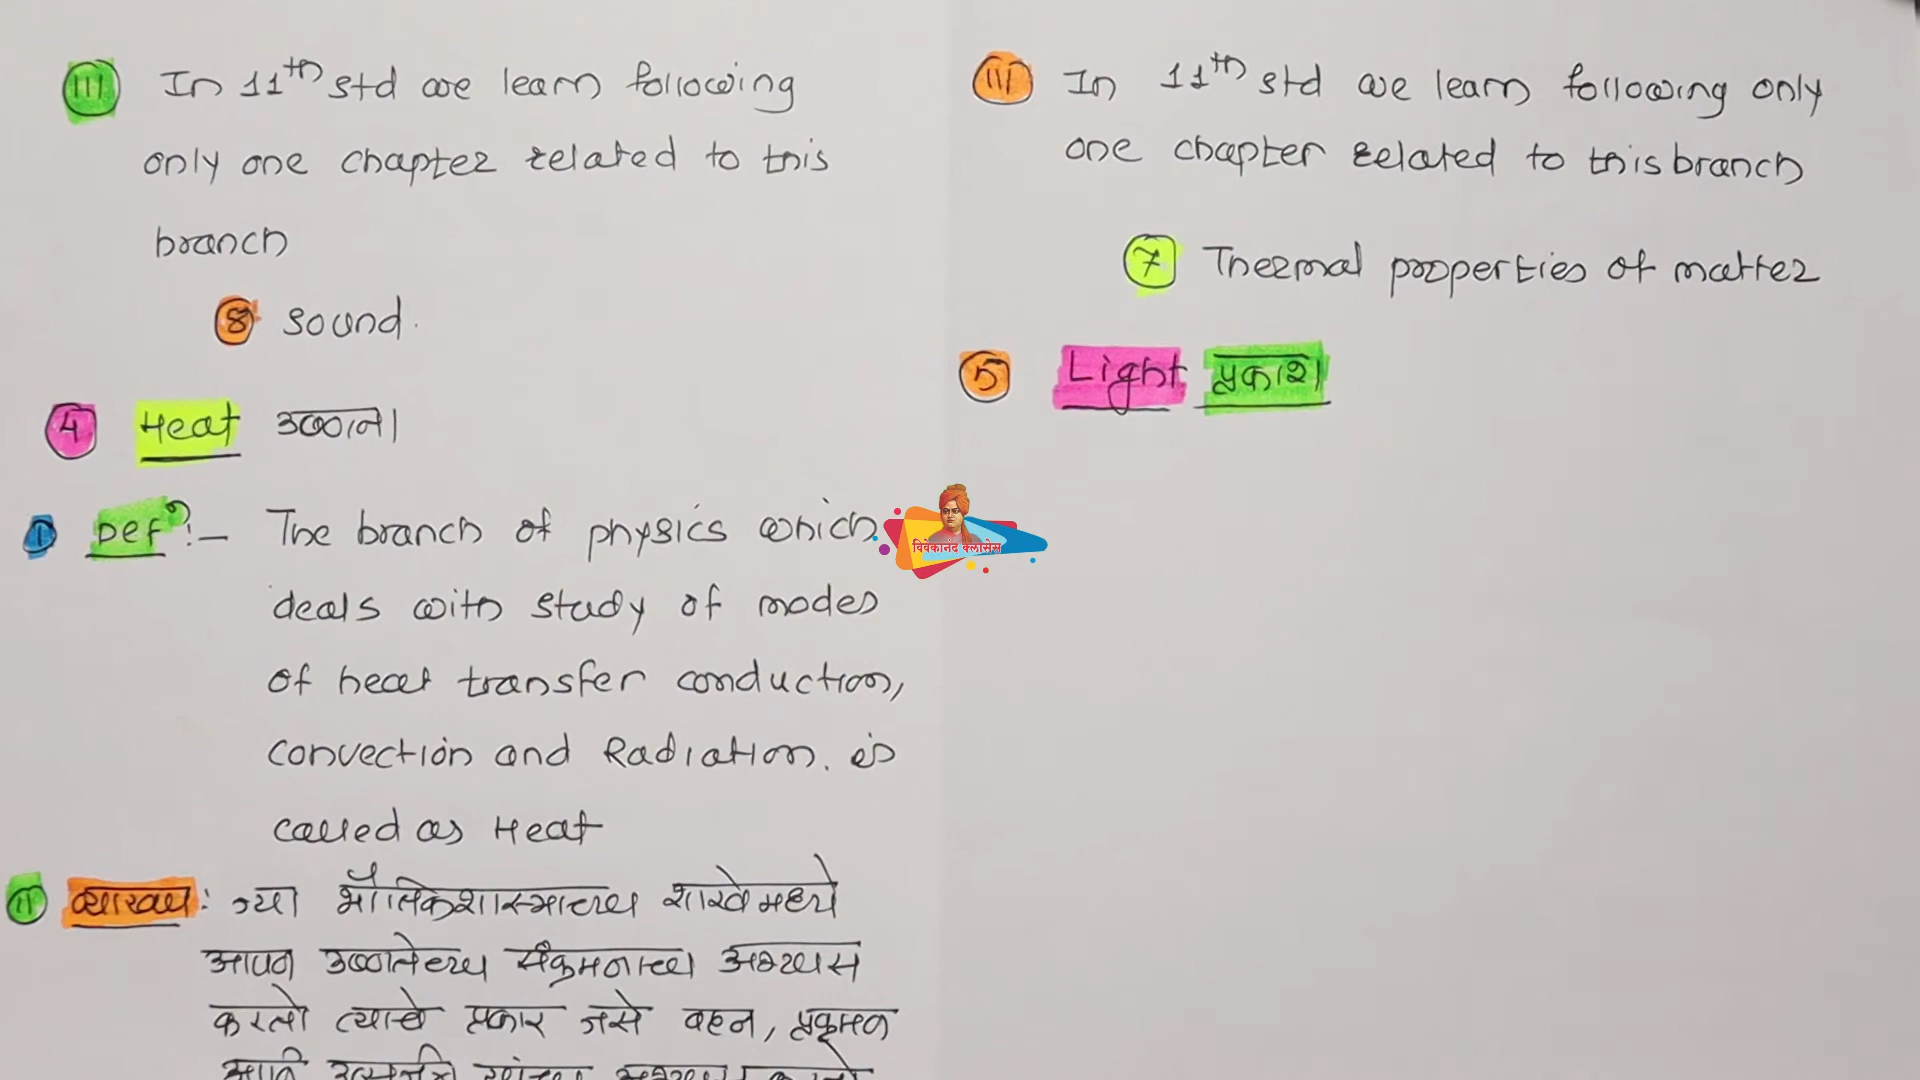 III In 11th std we learn following
only one chapter related to this
branch
8 Sound.
4 Heat उष्णता
I Defn:- The branch of physics which
deals with study of modes
of heat transfer conduction,
convection and Radiation. is
called as Heat
II व्याख्या: ज्या भौतिकशास्त्राच्या शाखेमध्ये
आपण उष्णतेच्या संक्रमनाचा अभ्यास
करतो त्याचे प्रकार जसे वहन, प्रक्रमण
III In 11th std we learn following only
one chapter related to this branch
7 Thermal properties of matter
5 Light प्रकाश
विवेकानंद क्लासेस